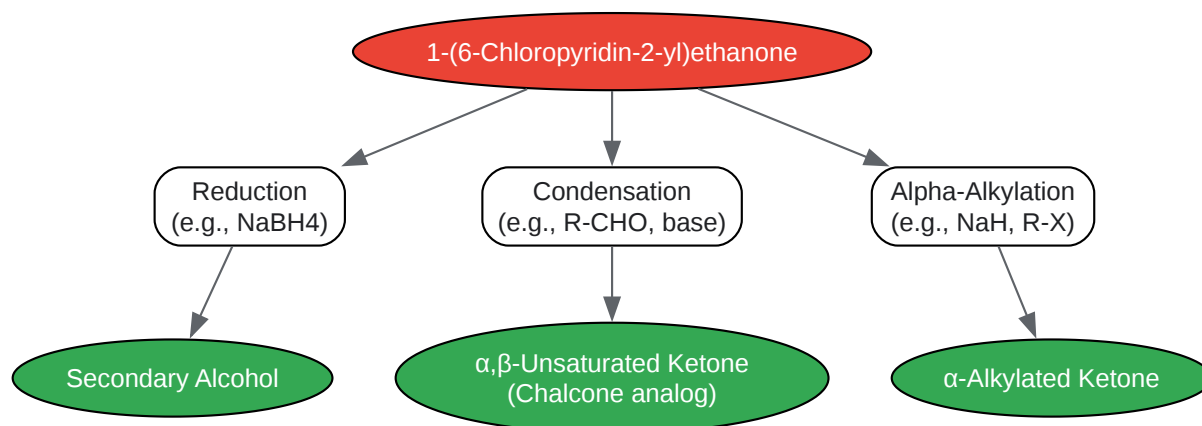 1-(6-Chloropyridin-2-yl)ethanone
Reduction
(e.g., NaBH4)
Condensation
(e.g., R-CHO, base)
Alpha-Alkylation
(e.g., NaH, R-X)
Secondary Alcohol
α,β-Unsaturated Ketone
(Chalcone analog)
α-Alkylated Ketone